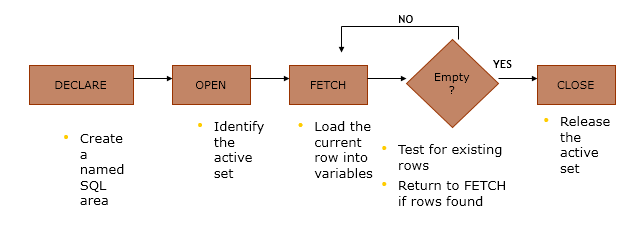 NO
DECLARE
OPEN
FETCH
Empty
?
YES
CLOSE
• Create
a
named
SQL
area
• Identify
the
active
set
• Load the
current
row into
variables
• Test for existing
rows
• Return to FETCH
if rows found
• Release
the
active
set